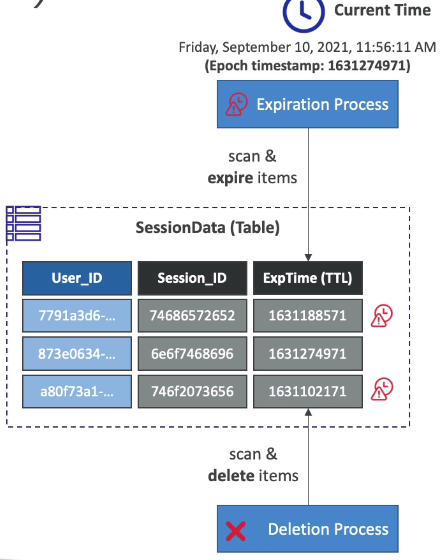 Current Time
Friday, September 10, 2021, 11:56:11 AM
(Epoch timestamp: 1631274971)
Expiration Process
scan &
expire items
SessionData (Table)
User_ID Session_ID ExpTime (TTL)
7791a3d6-... 74686572652 1631188571
873e0634-... 6e6f7468696 1631274971
a80f73a1-... 746f2073656 1631102171
scan &
delete items
Deletion Process